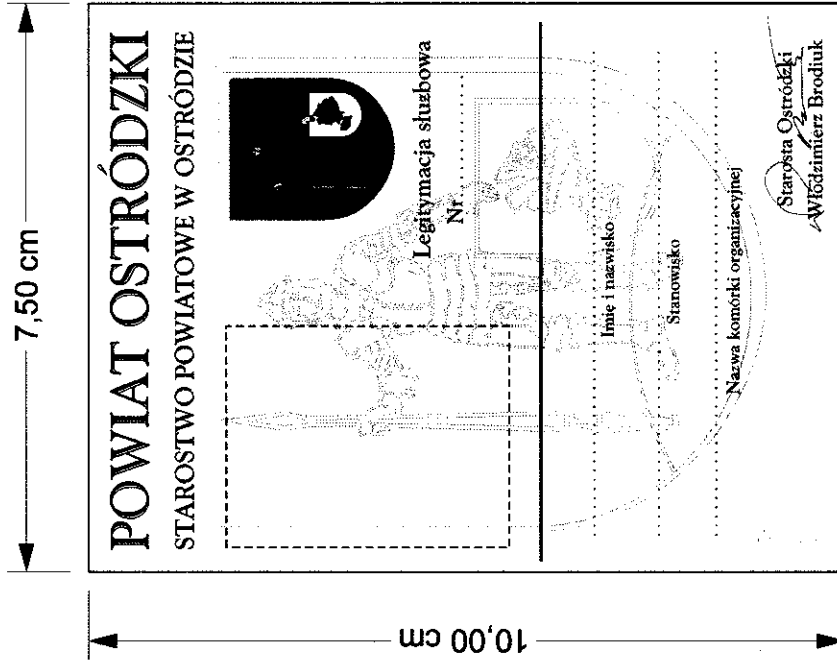 7,50 cm
10,00 cm
POWIAT OSTRÓDZKI
STAROSTWO POWIATOWE W OSTRÓDZIE
Legitymacja służbowa
Nr ................
Imię i nazwisko
Stanowisko
Nazwa komórki organizacyjnej
Starosta Ostródzki
Włodzimierz Brodiuk